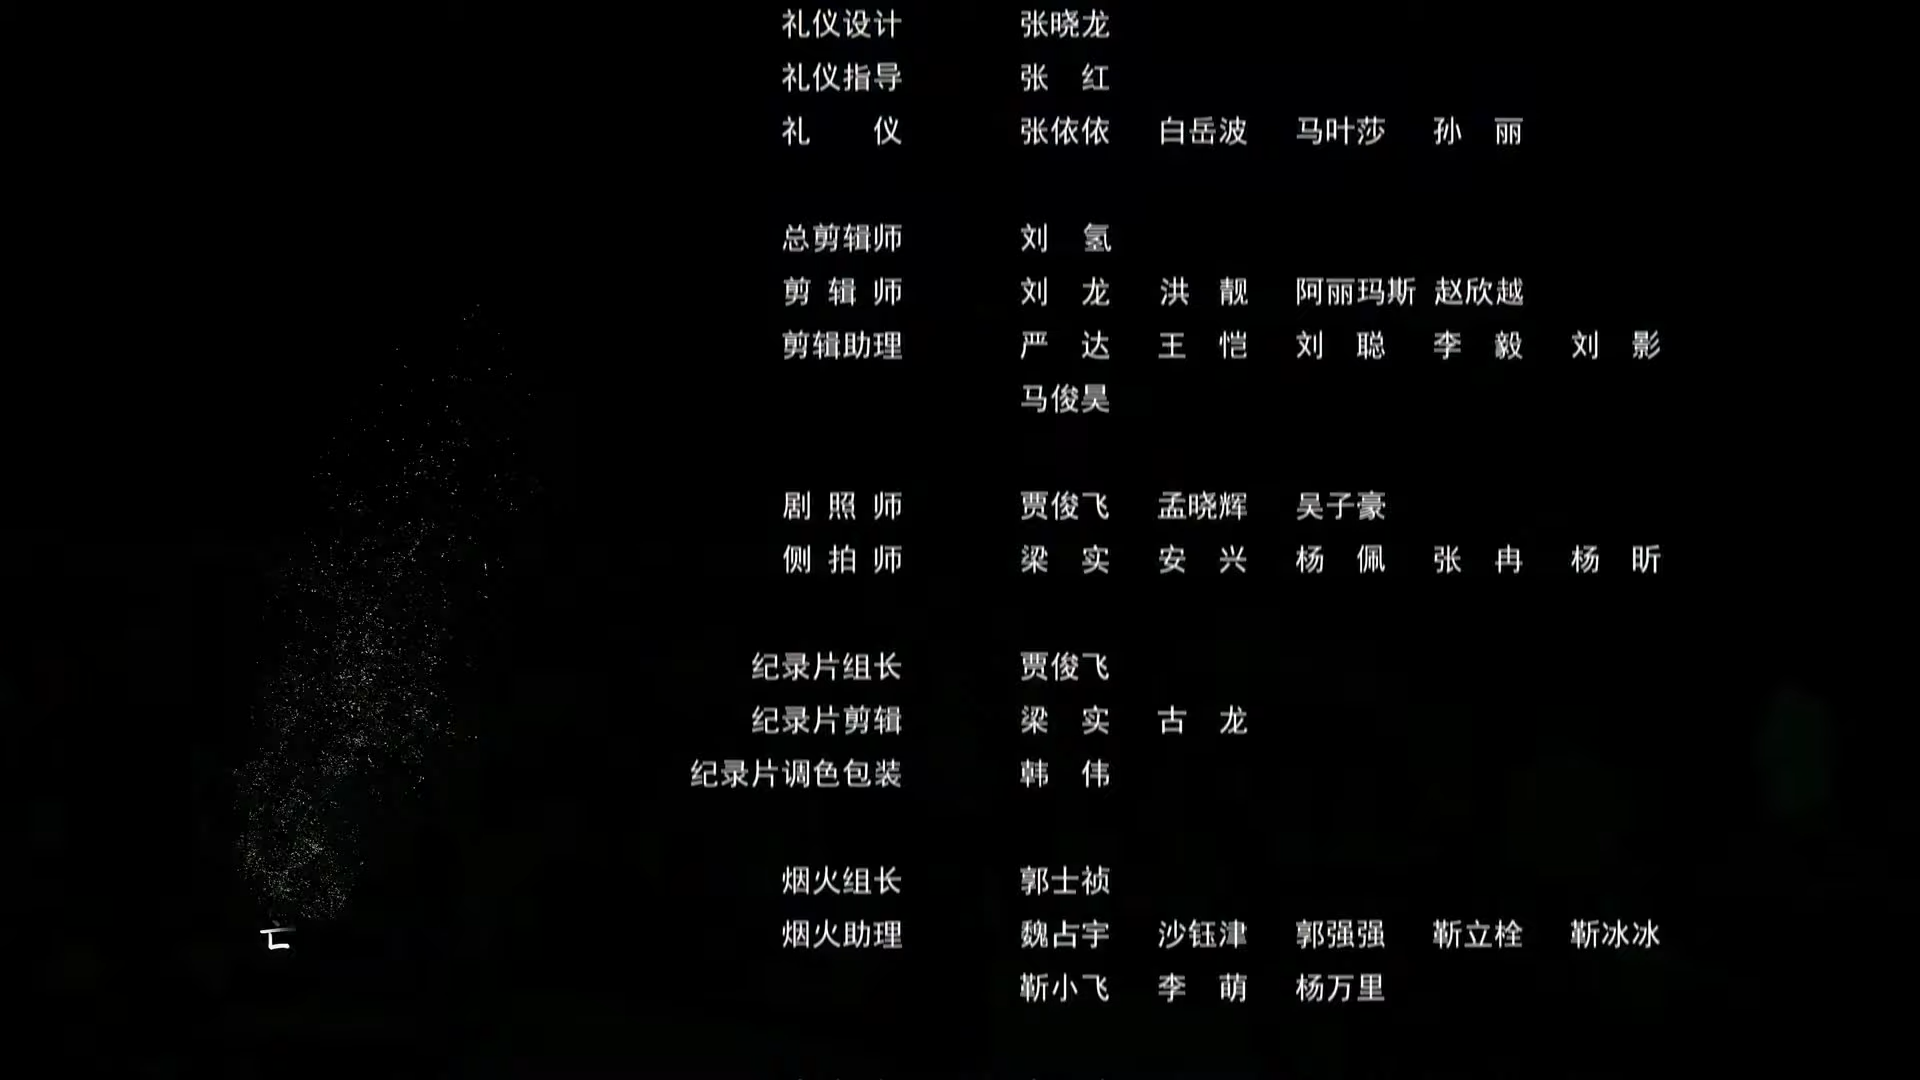 礼仪设计 张晓龙
礼仪指导 张 红
礼 仪 张依依 白岳波 马叶莎 孙 丽
总剪辑师 刘 氢
剪 辑 师 刘 龙 洪 靓 阿丽玛斯 赵欣越
剪辑助理 严 达 王 恺 刘 聪 李 毅 刘 影
马俊昊
剧 照 师 贾俊飞 孟晓辉 吴子豪
侧 拍 师 梁 实 安 兴 杨 佩 张 冉 杨 昕
纪录片组长 贾俊飞
纪录片剪辑 梁 实 古 龙
纪录片调色包装 韩 伟
烟火组长 郭士祯
烟火助理 魏占宇 沙钰津 郭强强 靳立栓 靳冰冰
靳小飞 李 萌 杨万里